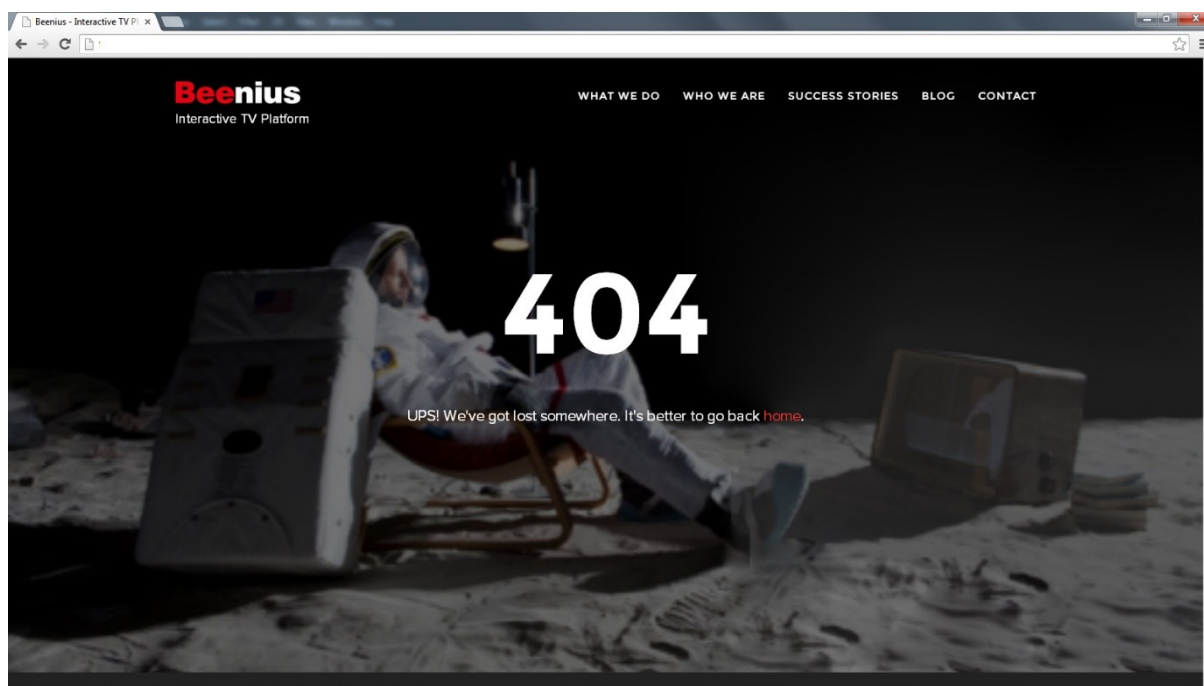 Beenius - Interactive TV Pl
Beenius
Interactive TV Platform
WHAT WE DO WHO WE ARE SUCCESS STORIES BLOG CONTACT
404
UPS! We've got lost somewhere. It's better to go back home.